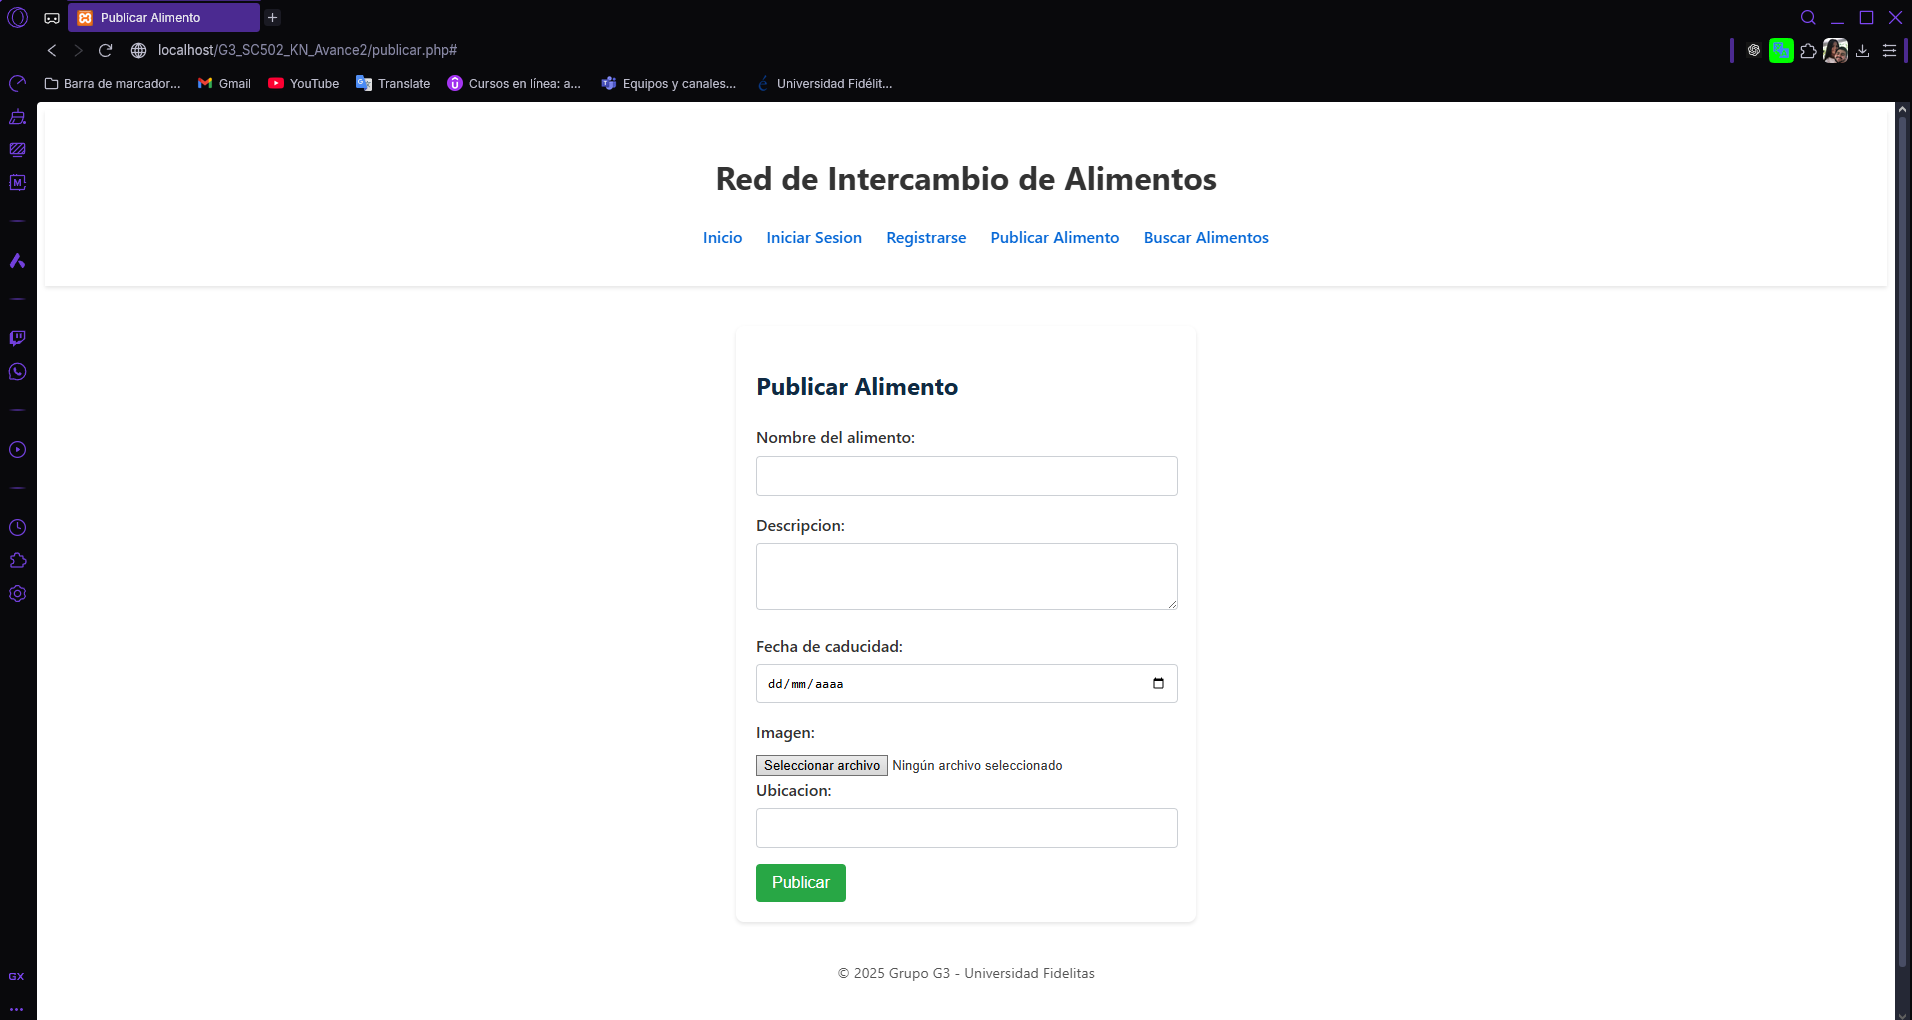 Publicar Alimento
localhost/G3_SC502_KN_Avance2/publicar.php#
Barra de marcador... Gmail YouTube Translate Cursos en línea: a... Equipos y canales... Universidad Fidélit...
Red de Intercambio de Alimentos
Inicio Iniciar Sesion Registrarse Publicar Alimento Buscar Alimentos
Publicar Alimento
Nombre del alimento:
Descripcion:
Fecha de caducidad:
dd/mm/aaaa
Imagen:
Seleccionar archivo Ningún archivo seleccionado
Ubicacion:
Publicar
© 2025 Grupo G3 - Universidad Fidelitas
GX